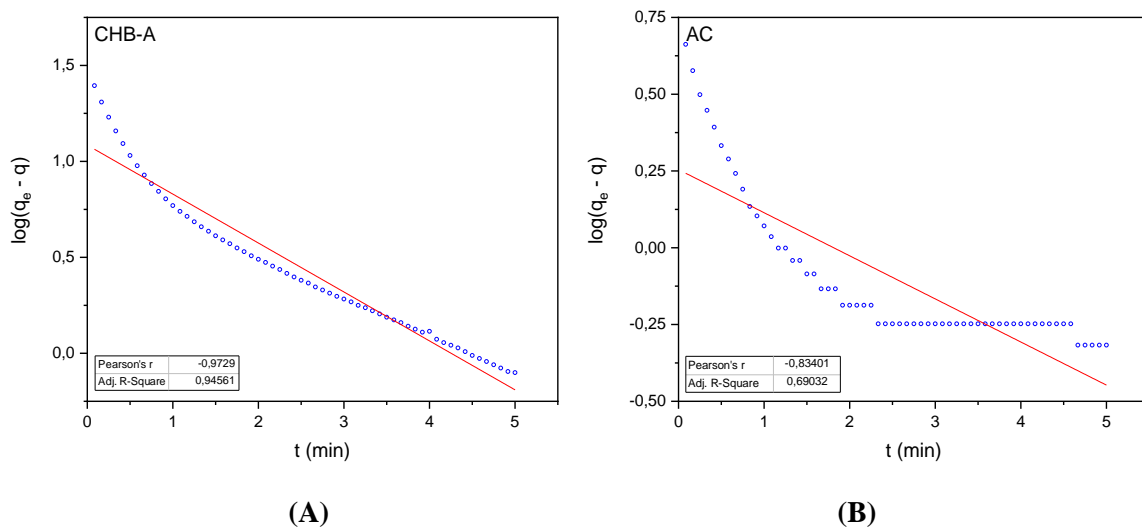 CHB-A
1,5
1,0
0,5
0,0
log(qe - q)
Pearson's r -0,9729
Adj. R-Square 0,94561
0 1 2 3 4 5
t (min)
(A)
AC
0,75
0,50
0,25
0,00
-0,25
-0,50
log(qe - q)
Pearson's r -0,83401
Adj. R-Square 0,69032
0 1 2 3 4 5
t (min)
(B)